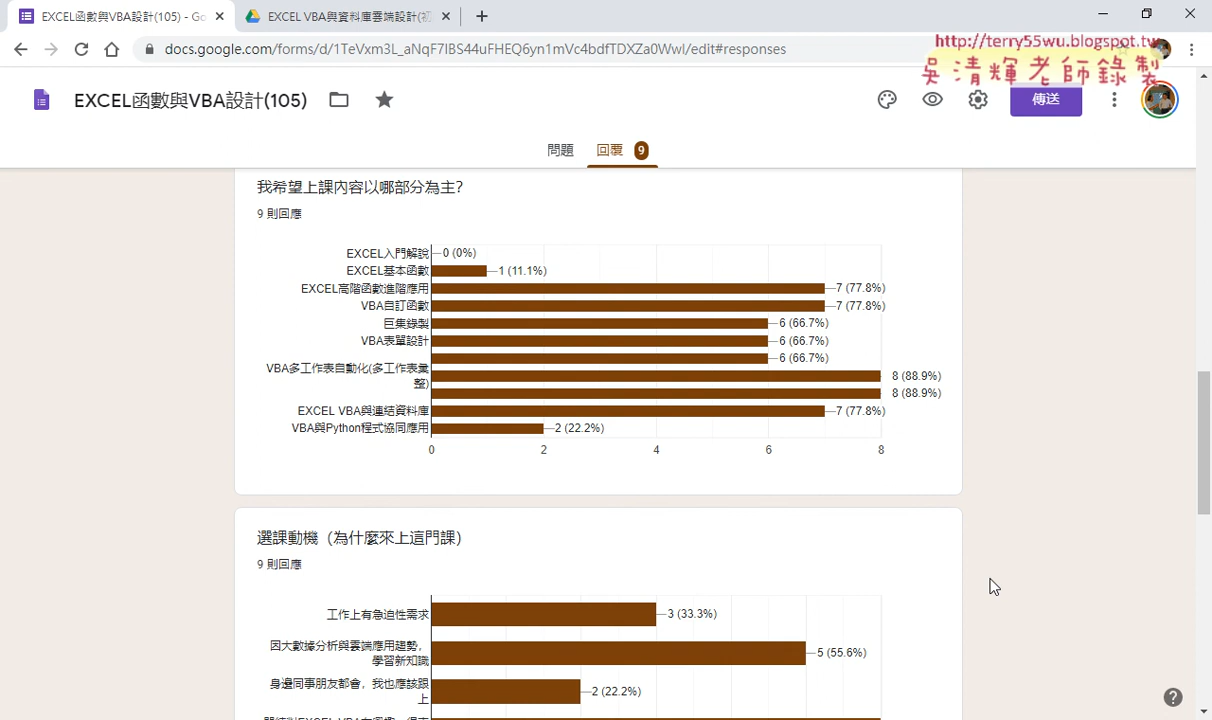 EXCEL函數與VBA設計(105) - Go
EXCEL VBA與資料庫雲端設計(初
docs.google.com/forms/d/1TeVxm3L_aNqF7lBS44uFHEQ6yn1mVc4bdfTDXZa0WwI/edit#responses
http://terry55wu.blogspot.tw
吳清輝老師錄製
EXCEL函數與VBA設計(105)
傳送
問題 回覆 9
我希望上課內容以哪部分為主?
9 則回應
EXCEL入門解說 0 (0%)
EXCEL基本函數 1 (11.1%)
EXCEL高階函數進階應用 7 (77.8%)
VBA自訂函數 7 (77.8%)
巨集錄製 6 (66.7%)
VBA表單設計 6 (66.7%)
6 (66.7%)
VBA多工作表自動化(多工作表彙
整)
8 (88.9%)
8 (88.9%)
EXCEL VBA與連結資料庫 7 (77.8%)
VBA與Python程式協同應用 2 (22.2%)
0 2 4 6 8
選課動機（為什麼來上這門課）
9 則回應
工作上有急迫性需求 3 (33.3%)
因大數據分析與雲端應用趨勢，
學習新知識
5 (55.6%)
身邊同事朋友都會，我也應該跟
上
2 (22.2%)